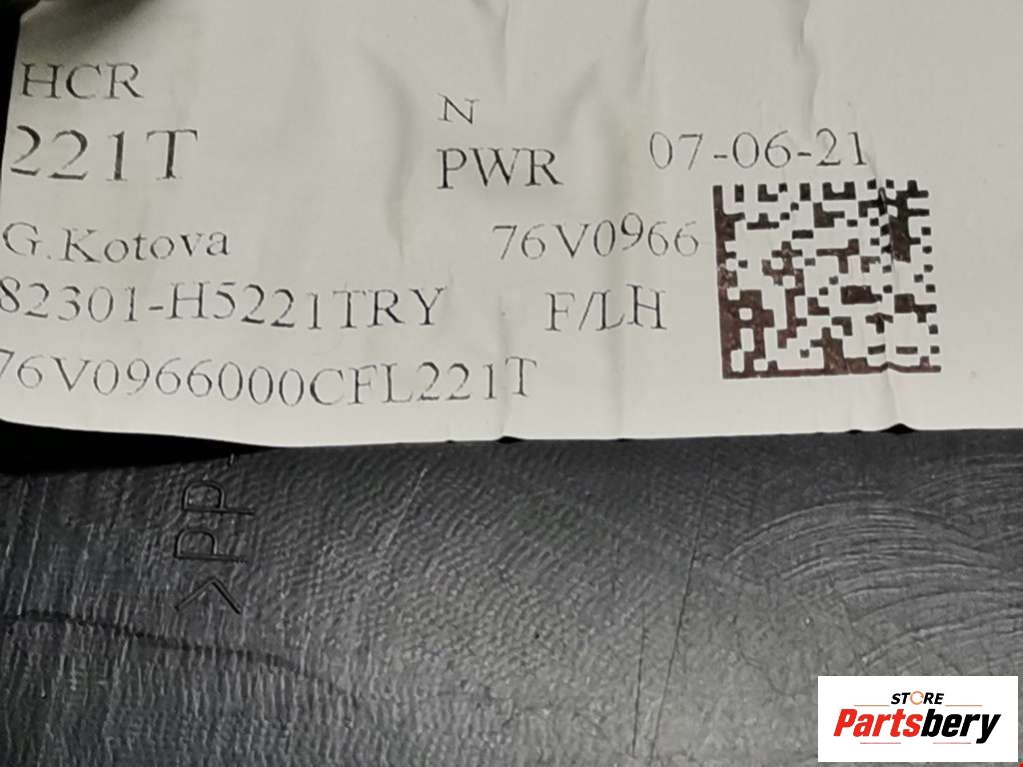 HCR
N
221T
PWR
07-06-21
G.Kotova
76V0966
82301-H5221TRY
F/LH
76V0966000CFL221T
>PP-
STORE
Partsbery